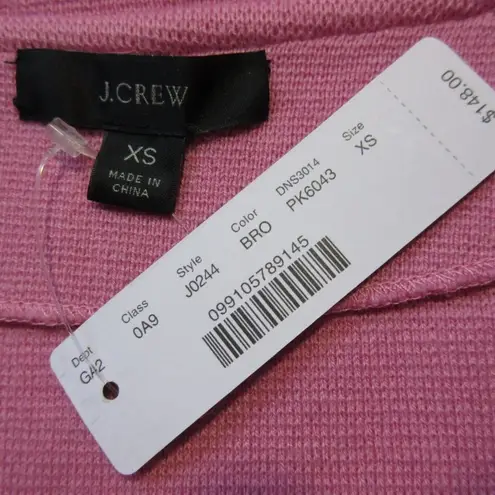 J.CREW
XS
MADE IN
CHINA
Dept Class Style Color DNS3014 Size
G42 0A9 J0244 BRO PK6043 XS
099105789145
$148.00